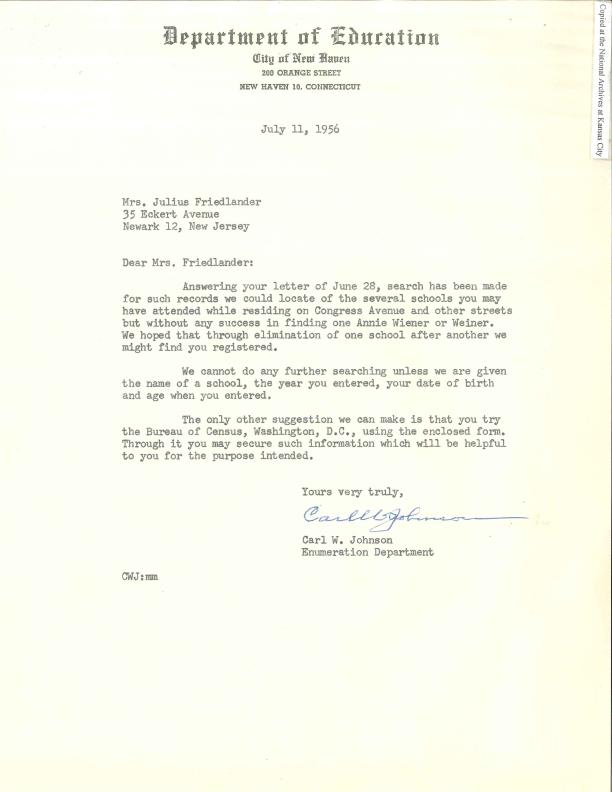 Department of Education
City of New Haven
200 ORANGE STREET
NEW HAVEN 10, CONNECTICUT
Copied at the National Archives at Kansas City
July 11, 1956
Mrs. Julius Friedlander
35 Eckert Avenue
Newark 12, New Jersey
Dear Mrs. Friedlander:
Answering your letter of June 28, search has been made
for such records we could locate of the several schools you may
have attended while residing on Congress Avenue and other streets
but without any success in finding one Annie Wiener or Weiner.
We hoped that through elimination of one school after another we
might find you registered.
We cannot do any further searching unless we are given
the name of a school, the year you entered, your date of birth
and age when you entered.
The only other suggestion we can make is that you try
the Bureau of Census, Washington, D.C., using the enclosed form.
Through it you may secure such information which will be helpful
to you for the purpose intended.
Yours very truly,
Carl W Johnson
Carl W. Johnson
Enumeration Department
CWJ:mm